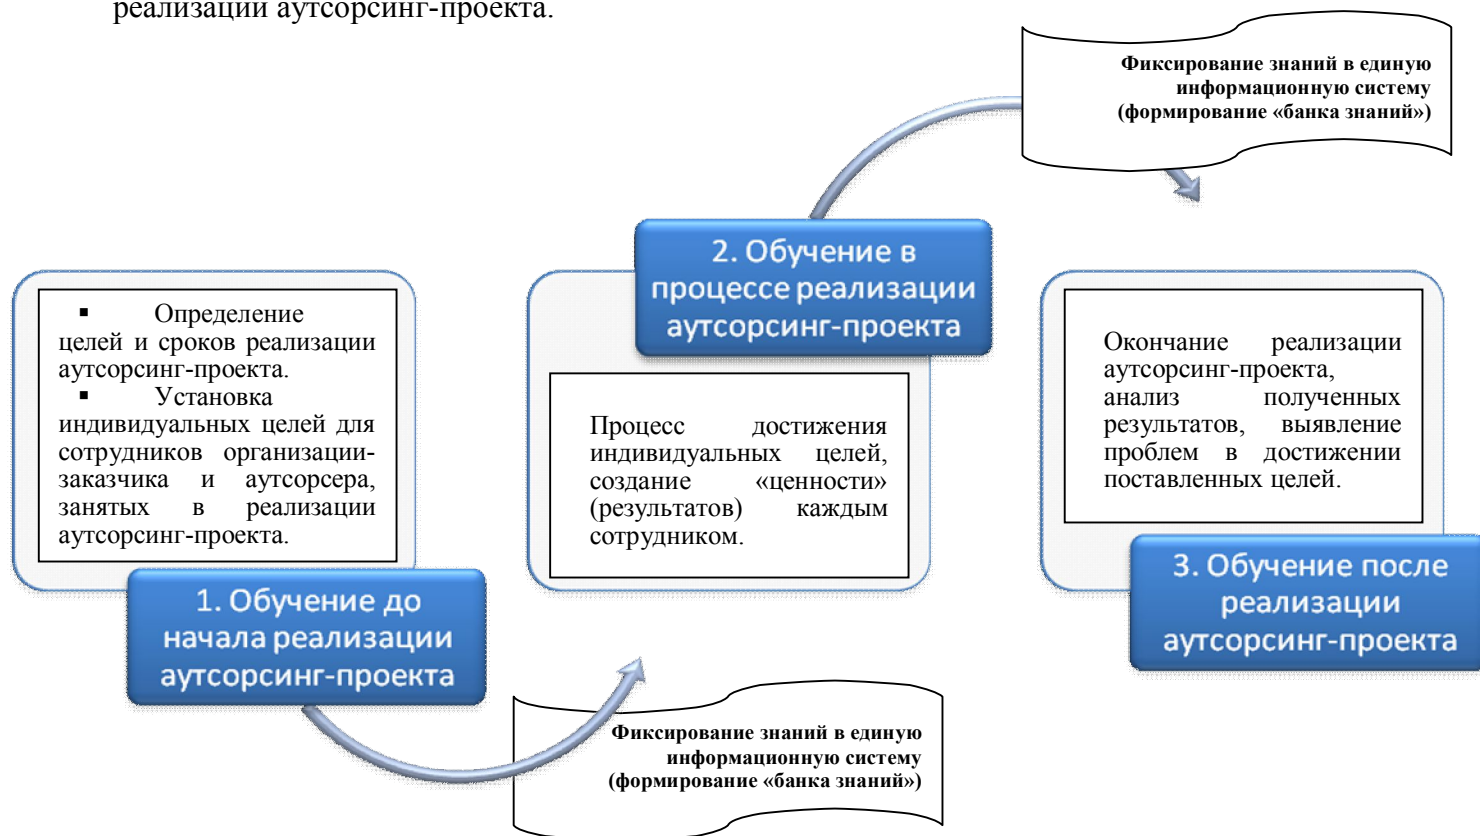 реализации аутсорсинг-проекта.
Фиксирование знаний в единую
информационную систему
(формирование «банка знаний»)
2. Обучение в
процессе реализации
аутсорсинг-проекта
▪ Определение
целей и сроков реализации
аутсорсинг-проекта.
▪ Установка
индивидуальных целей для
сотрудников организации-
заказчика и аутсорсера,
занятых в реализации
аутсорсинг-проекта.
1. Обучение до
начала реализации
аутсорсинг-проекта
Процесс достижения
индивидуальных целей,
создание «ценности»
(результатов) каждым
сотрудником.
Окончание реализации
аутсорсинг-проекта,
анализ полученных
результатов, выявление
проблем в достижении
поставленных целей.
3. Обучение после
реализации
аутсорсинг-проекта
Фиксирование знаний в единую
информационную систему
(формирование «банка знаний»)